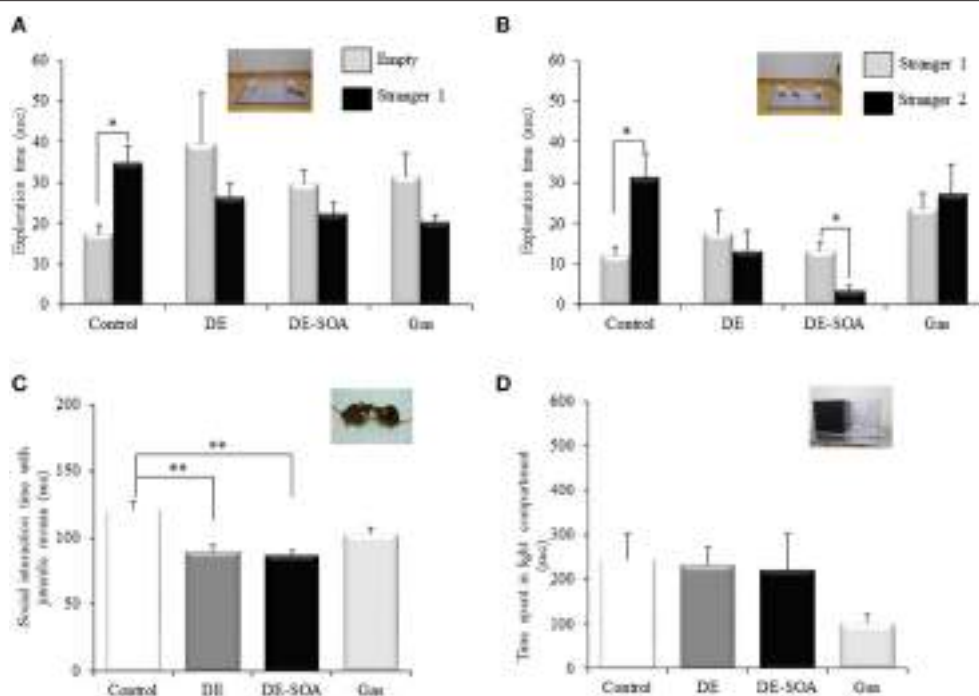 A
Exploration time (sec)
60
50
40
30
20
10
0
*
Empty
Stranger 1
Control DE DE-SOA Gas
B
Exploration time (sec)
60
50
40
30
20
10
0
*
*
Stranger 1
Stranger 2
Control DE DE-SOA Gas
C
Social interaction time with
juvenile mouse (sec)
200
150
100
50
0
**
**
Control DE DE-SOA Gas
D
Time spent in light compartment
(sec)
600
500
400
300
200
100
0
Control DE DE-SOA Gas